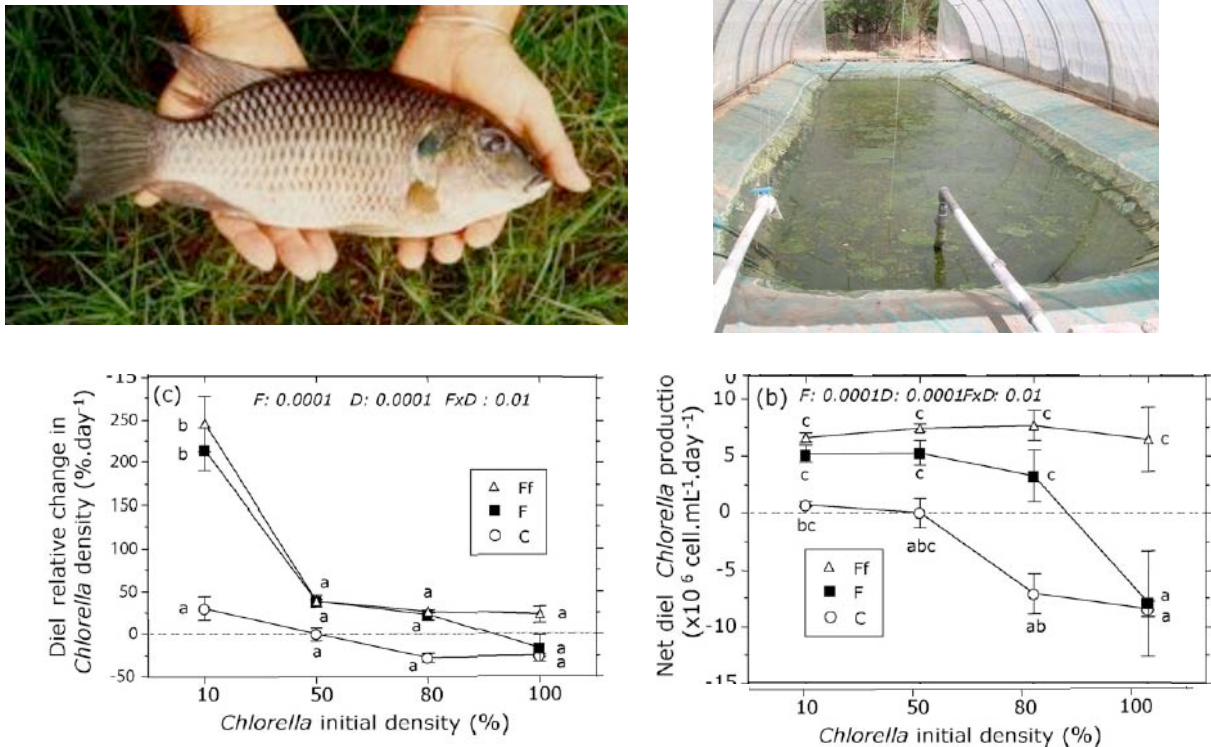 -15
(c)
F: 0.0001 D: 0.0001 FxD : 0.01
250
200
150
100
50
0
-50
Diel relative change in
Chlorella density (%.day⁻¹)
b
b
Ff
F
C
a
a
a
a
a
a
a
a
a
a
10 50 80 100
Chlorella initial density (%)
0
(b) F: 0.0001D: 0.0001FxD: 0.01
10
5
0
-5
-10
-15
Net diel Chlorella productio
(x10 ⁶ cell.mL⁻¹.day ⁻¹)
c
c
c
c
c
c
c
bc
abc
ab
a
a
Ff
F
C
10 50 80 100
Chlorella initial density (%)